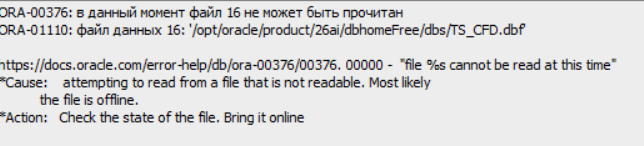 ORA-00376: в данный момент файл 16 не может быть прочитан
ORA-01110: файл данных 16: '/opt/oracle/product/26ai/dbhomeFree/dbs/TS_CFD.dbf'
https://docs.oracle.com/error-help/db/ora-00376/00376. 00000 -  "file %s cannot be read at this time"
*Cause:    attempting to read from a file that is not readable. Most likely
the file is offline.
*Action:   Check the state of the file. Bring it online